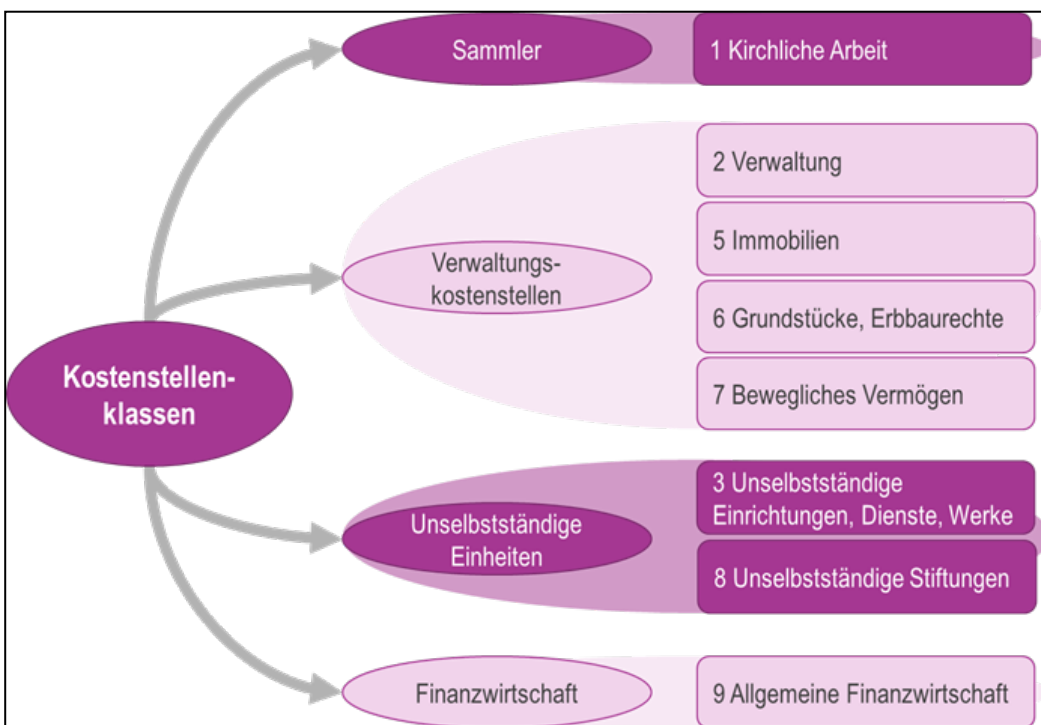 Sammler
1 Kirchliche Arbeit
2 Verwaltung
5 Immobilien
Verwaltungs-
kostenstellen
6 Grundstücke, Erbbaurechte
7 Bewegliches Vermögen
Kostenstellen-
klassen
3 Unselbstständige
Einrichtungen, Dienste, Werke
Unselbstständige
Einheiten
8 Unselbstständige Stiftungen
Finanzwirtschaft
9 Allgemeine Finanzwirtschaft